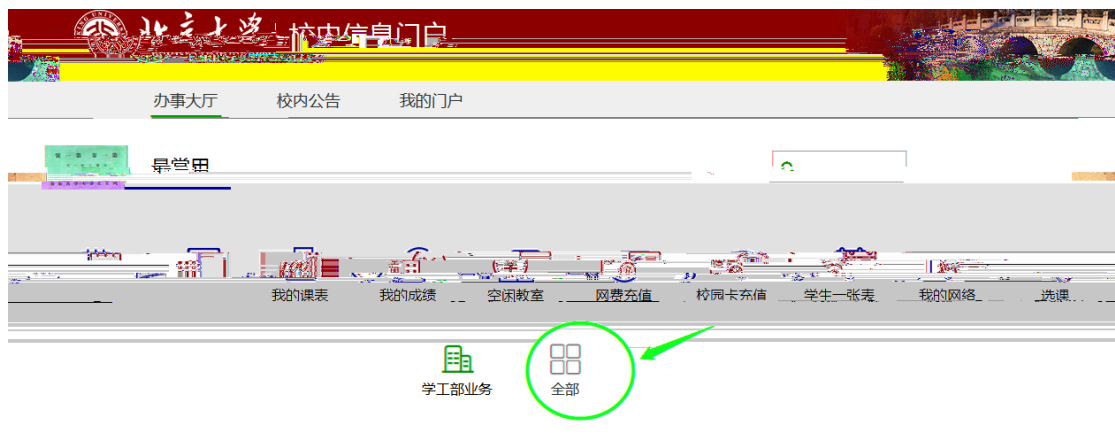 北京大学 校内信息门户
办事大厅 校内公告 我的门户
最常用
我的课表 我的成绩 空闲教室 网费充值 校园卡充值 学生一张表 我的网络 选课
学工部业务 全部